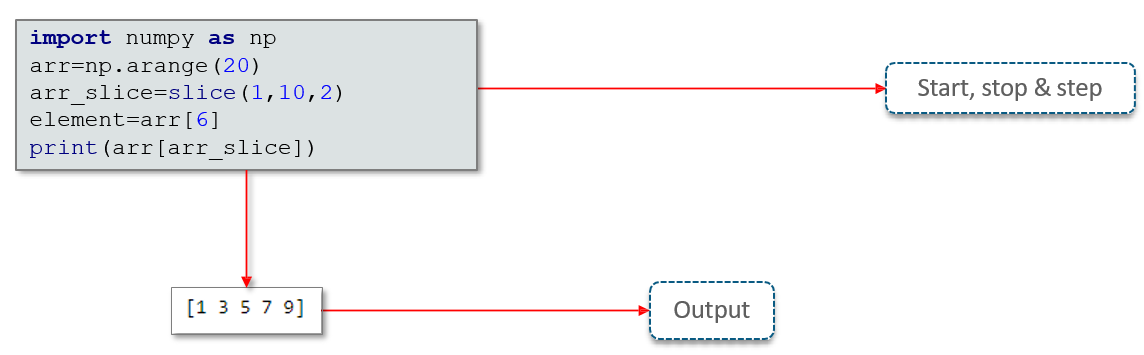 import numpy as np
arr=np.arange(20)
arr_slice=slice(1,10,2)
element=arr[6]
print(arr[arr_slice])
Start, stop & step
[1 3 5 7 9]
Output